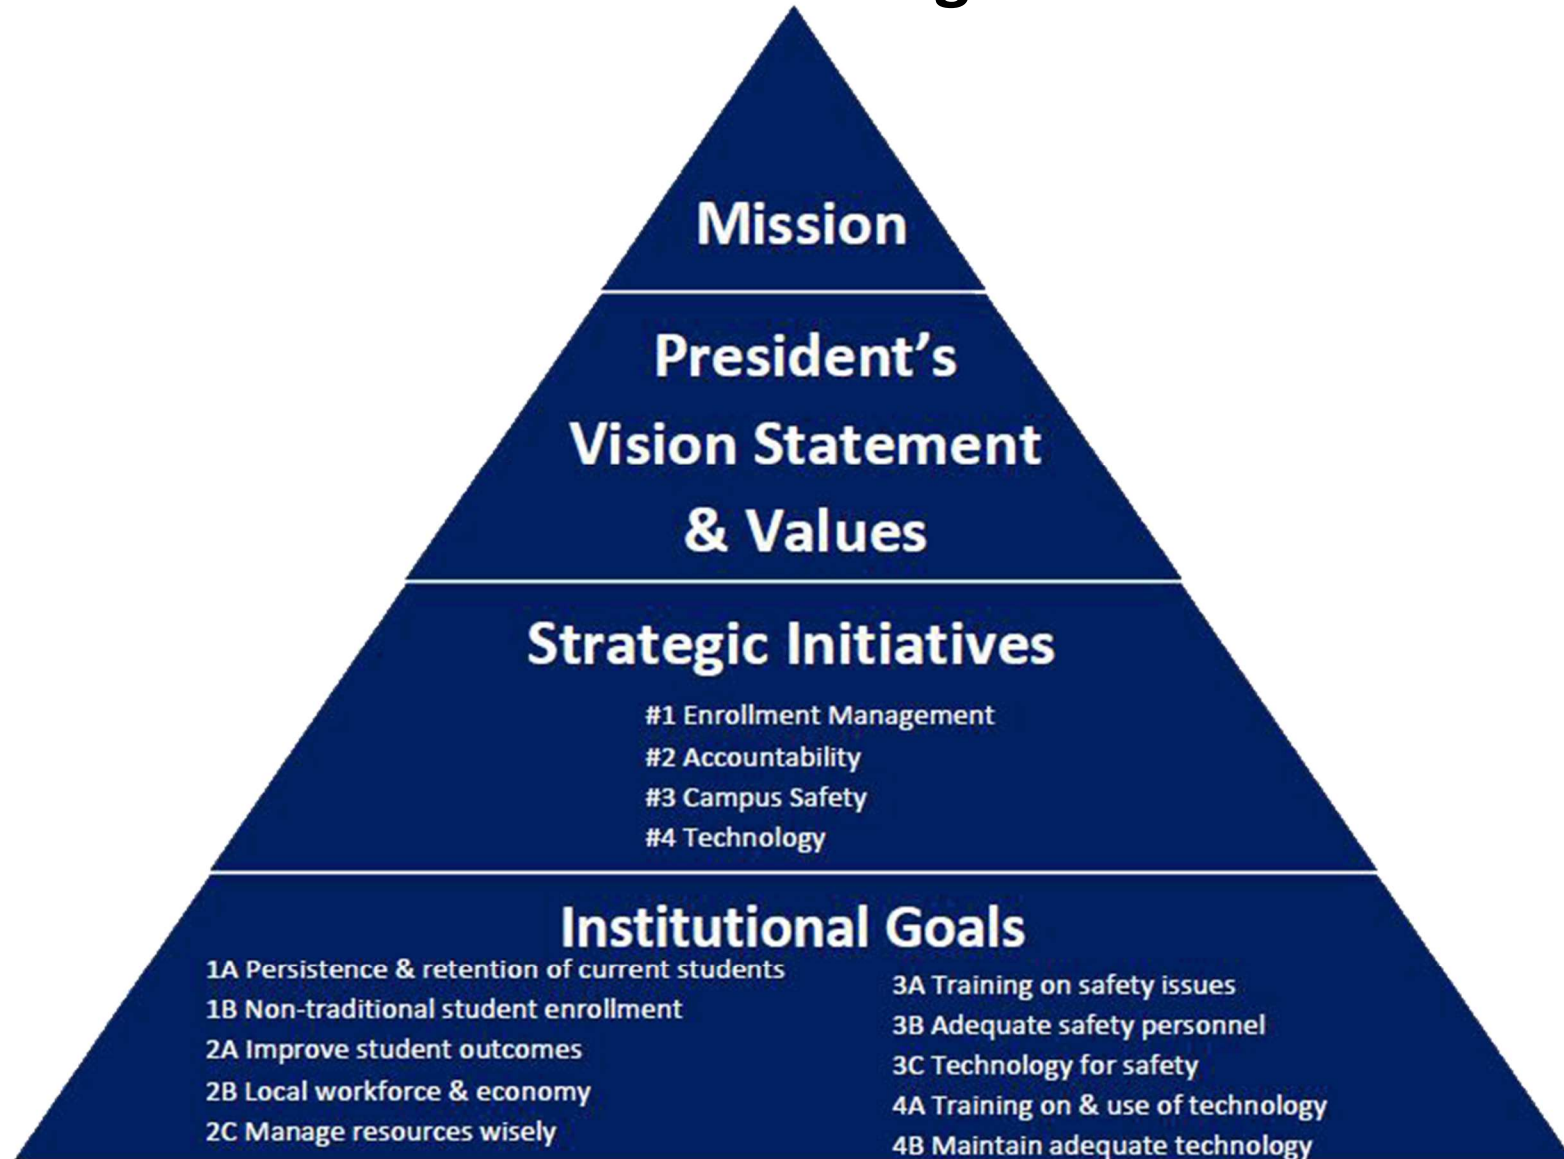 Mission
President's
Vision Statement
& Values
Strategic Initiatives
#1 Enrollment Management
#2 Accountability
#3 Campus Safety
#4 Technology
Institutional Goals
1A Persistence & retention of current students
1B Non-traditional student enrollment
2A Improve student outcomes
2B Local workforce & economy
2C Manage resources wisely
3A Training on safety issues
3B Adequate safety personnel
3C Technology for safety
4A Training on & use of technology
4B Maintain adequate technology